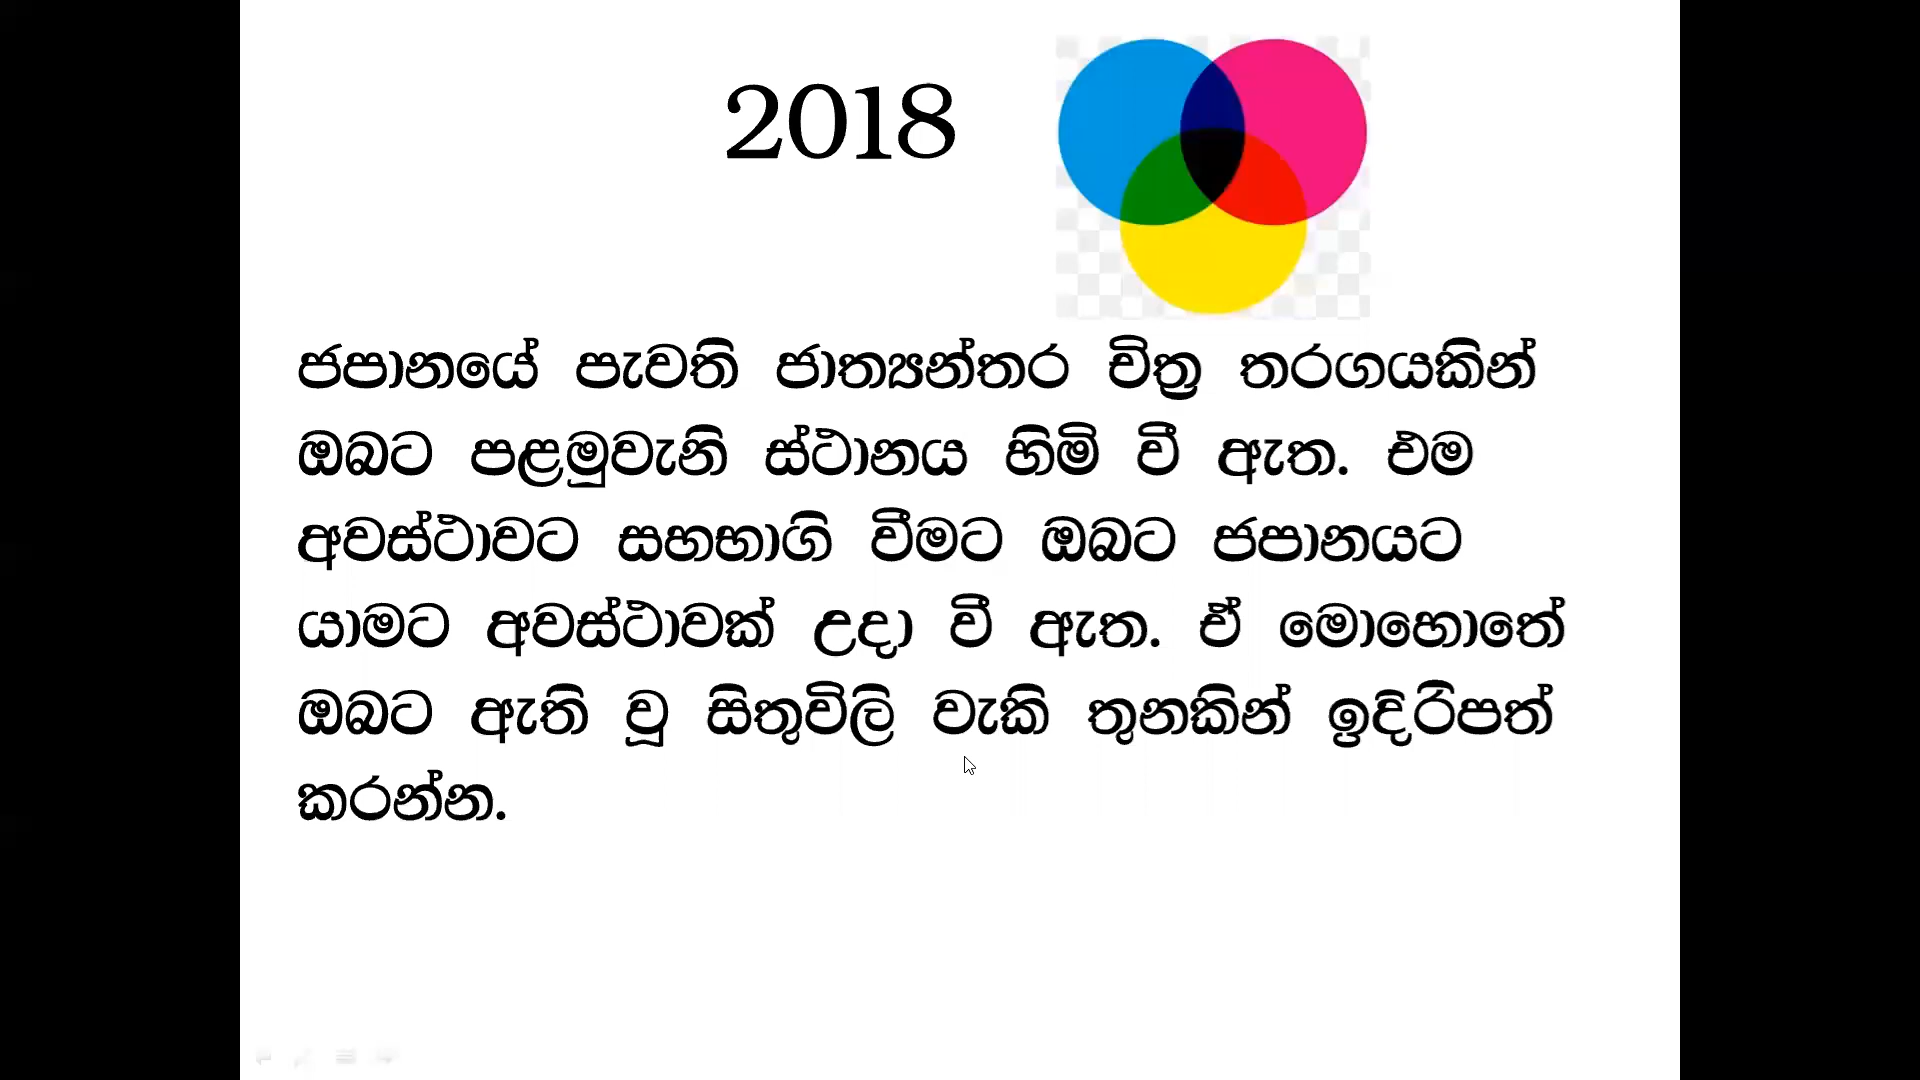 2018
ජපානයේ පැවති ජාත්‍යන්තර චිත්‍ර තරගයකින්
ඔබට පළමුවැනි ස්ථානය හිමි වී ඇත. එම
අවස්ථාවට සහභාගි වීමට ඔබට ජපානයට
යාමට අවස්ථාවක් උදා වී ඇත. ඒ මොහොතේ
ඔබට ඇති වූ සිතුවිලි වැකි තුනකින් ඉදිරිපත්
කරන්න.